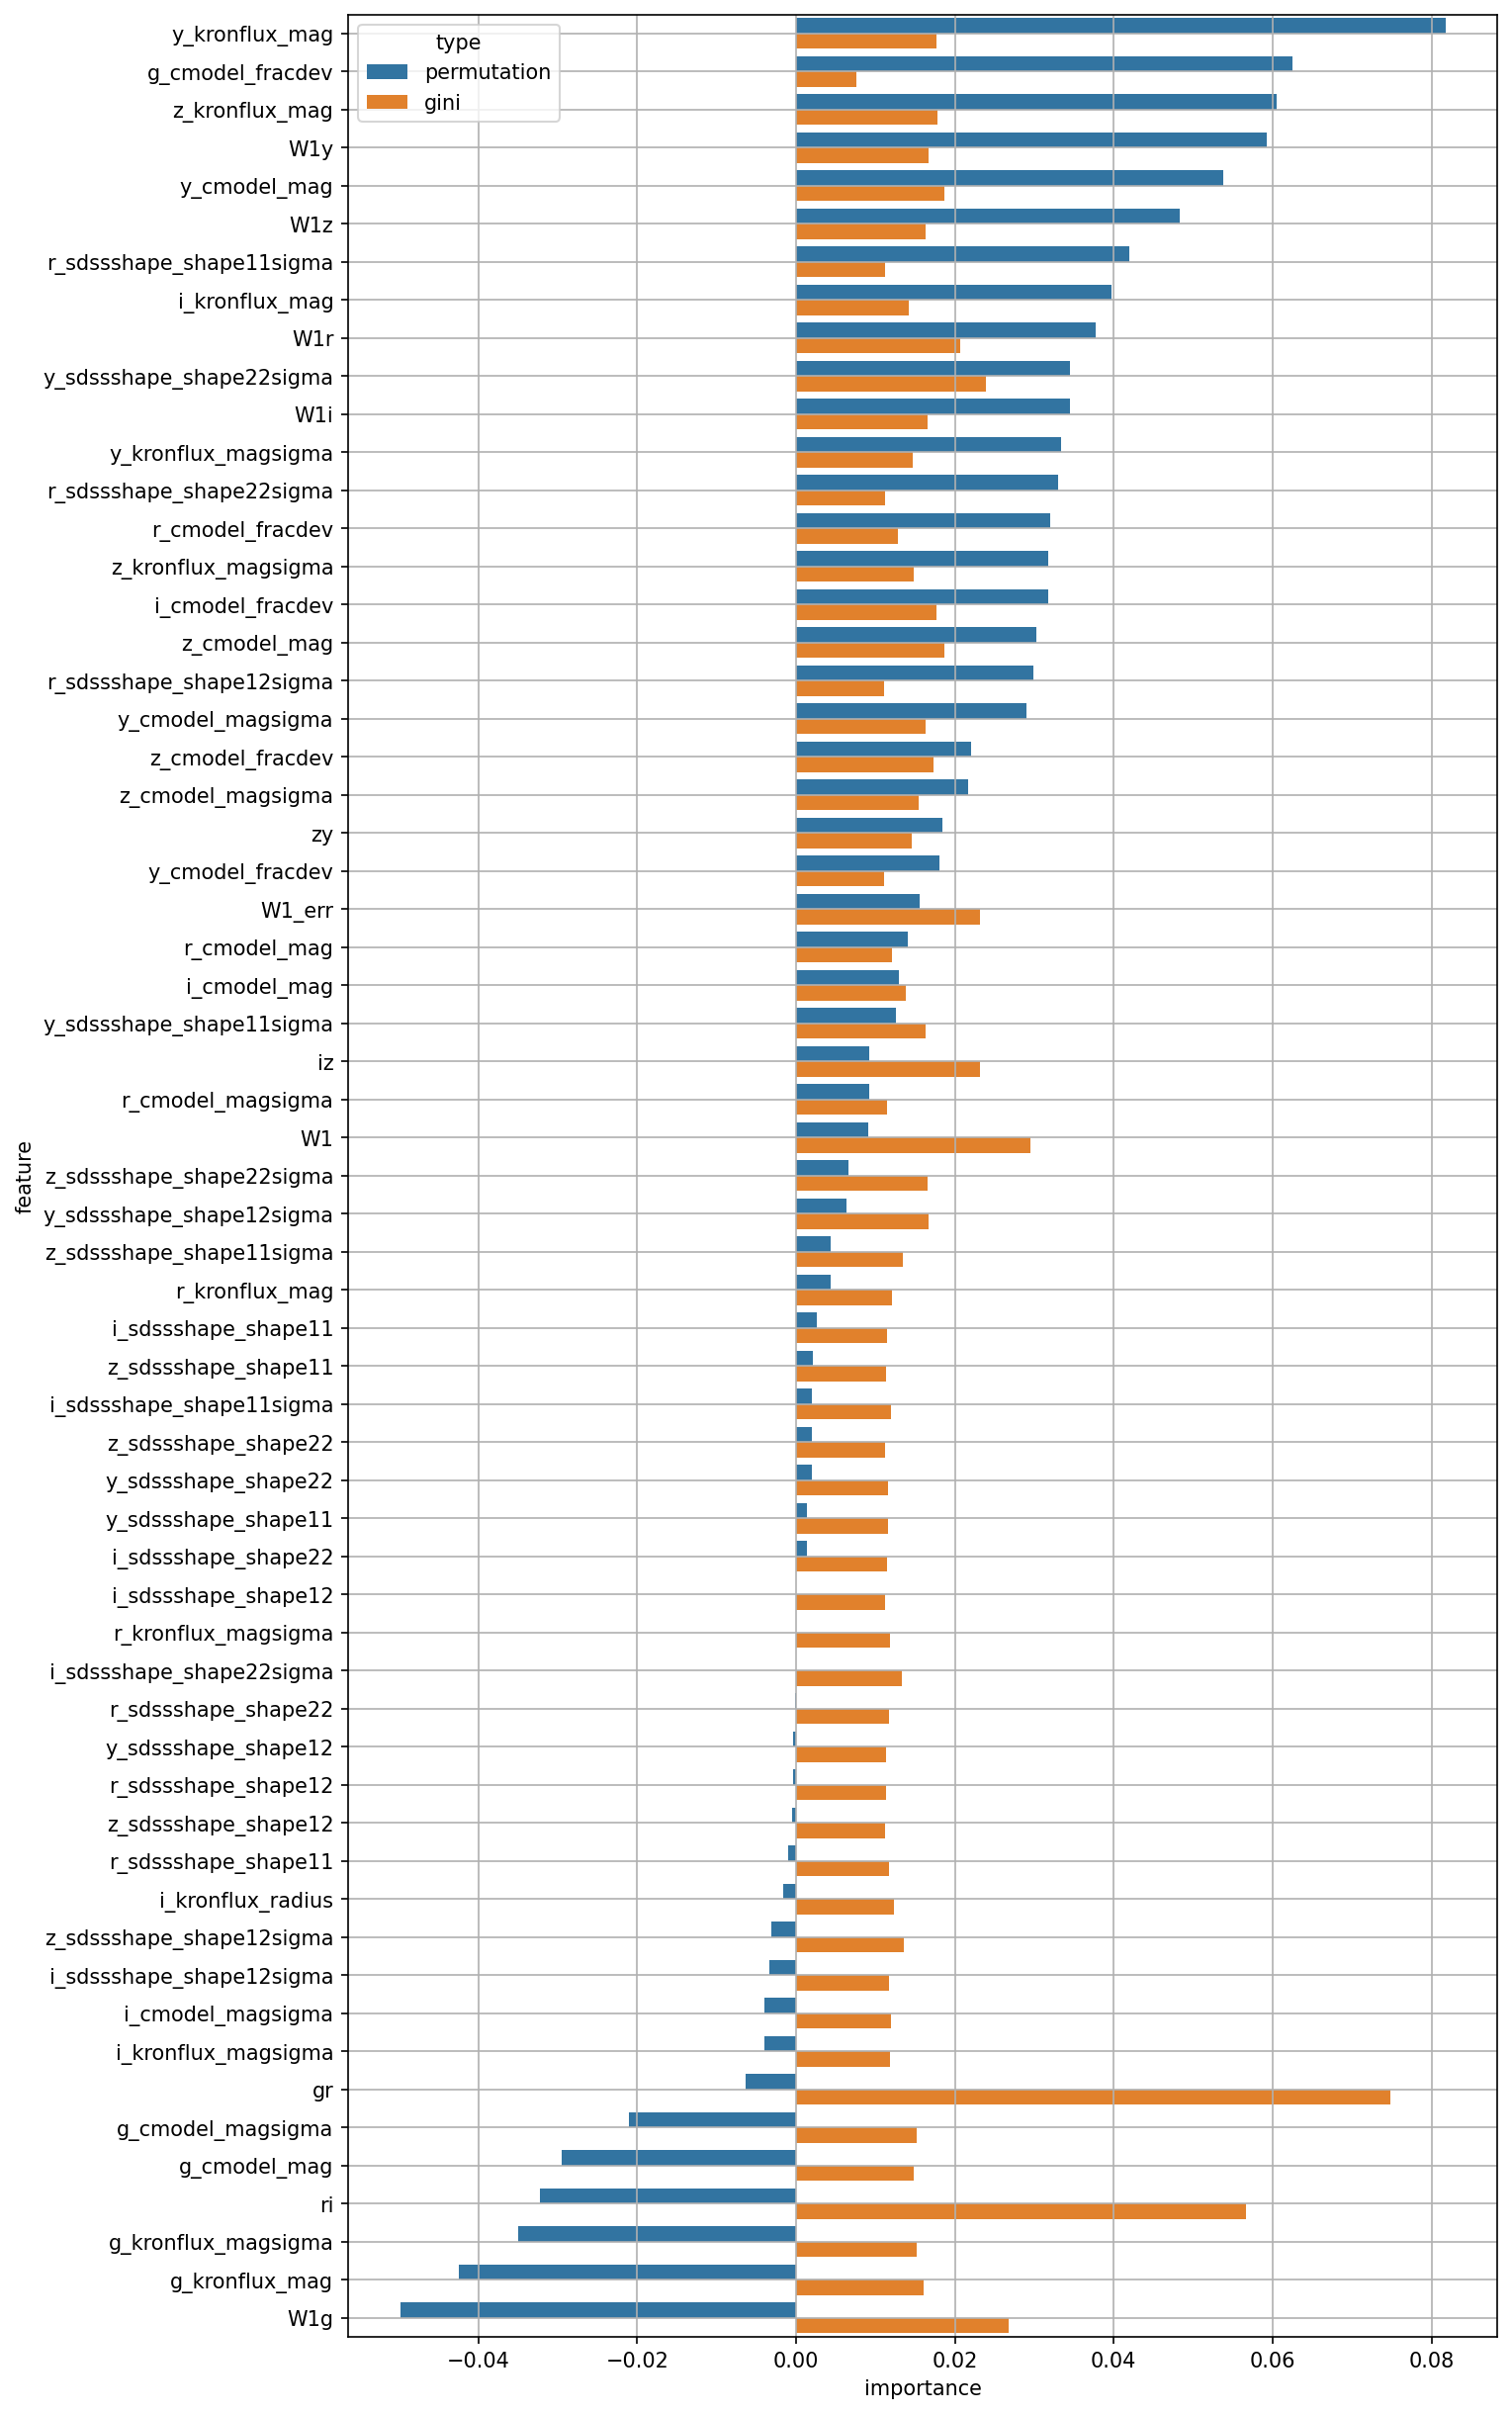 type
permutation
gini
y_kronflux_mag
g_cmodel_fracdev
z_kronflux_mag
W1y
y_cmodel_mag
W1z
r_sdssshape_shape11sigma
i_kronflux_mag
W1r
y_sdssshape_shape22sigma
W1i
y_kronflux_magsigma
r_sdssshape_shape22sigma
r_cmodel_fracdev
z_kronflux_magsigma
i_cmodel_fracdev
z_cmodel_mag
r_sdssshape_shape12sigma
y_cmodel_magsigma
z_cmodel_fracdev
z_cmodel_magsigma
zy
y_cmodel_fracdev
W1_err
r_cmodel_mag
i_cmodel_mag
y_sdssshape_shape11sigma
iz
r_cmodel_magsigma
W1
z_sdssshape_shape22sigma
y_sdssshape_shape12sigma
z_sdssshape_shape11sigma
r_kronflux_mag
i_sdssshape_shape11
z_sdssshape_shape11
i_sdssshape_shape11sigma
z_sdssshape_shape22
y_sdssshape_shape22
y_sdssshape_shape11
i_sdssshape_shape22
i_sdssshape_shape12
r_kronflux_magsigma
i_sdssshape_shape22sigma
r_sdssshape_shape22
y_sdssshape_shape12
r_sdssshape_shape12
z_sdssshape_shape12
r_sdssshape_shape11
i_kronflux_radius
z_sdssshape_shape12sigma
i_sdssshape_shape12sigma
i_cmodel_magsigma
i_kronflux_magsigma
gr
g_cmodel_magsigma
g_cmodel_mag
ri
g_kronflux_magsigma
g_kronflux_mag
W1g
feature
−0.04 −0.02 0.00 0.02 0.04 0.06 0.08
importance